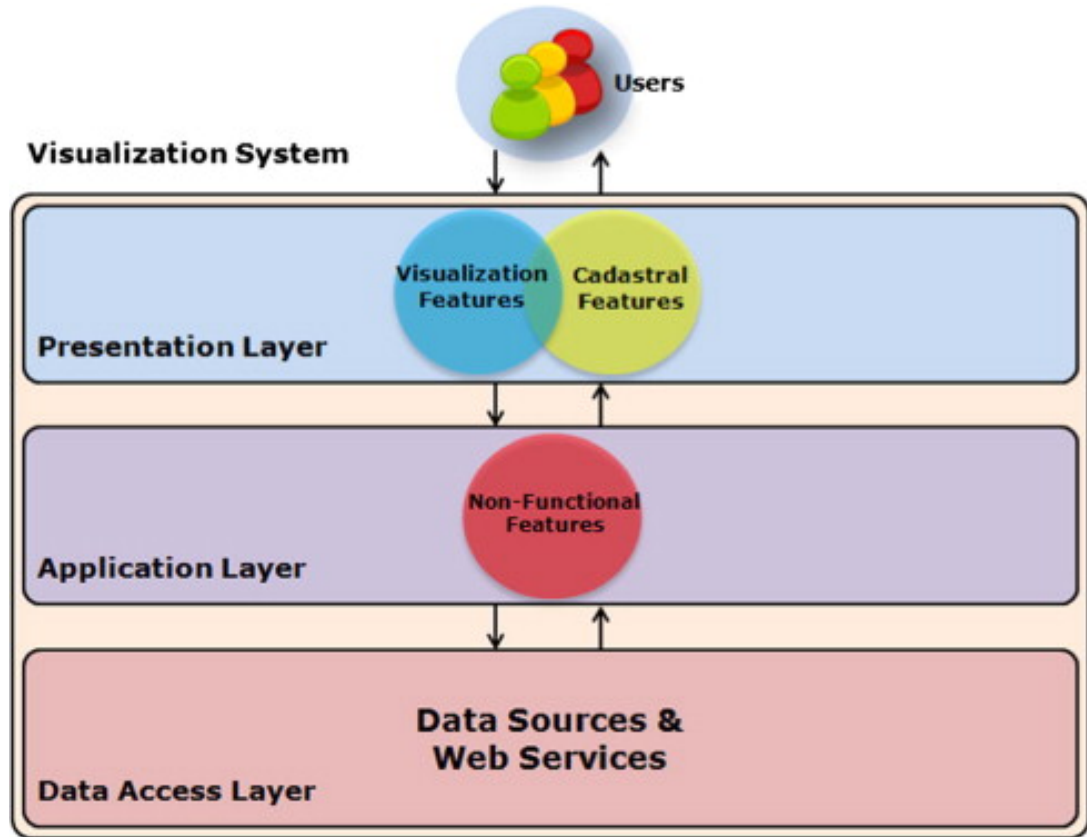 Users
Visualization System
Visualization
Features
Cadastral
Features
Presentation Layer
Non-Functional
Features
Application Layer
Data Sources &
Web Services
Data Access Layer